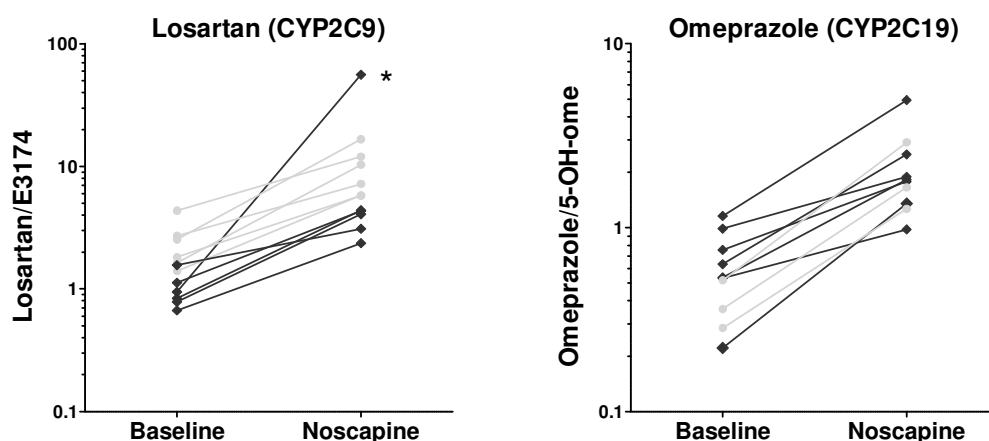 Losartan (CYP2C9)
Losartan/E3174
100
10
1
0.1
*
Baseline
Noscapine
Omeprazole (CYP2C19)
Omeprazole/5-OH-ome
10
1
0.1
Baseline
Noscapine